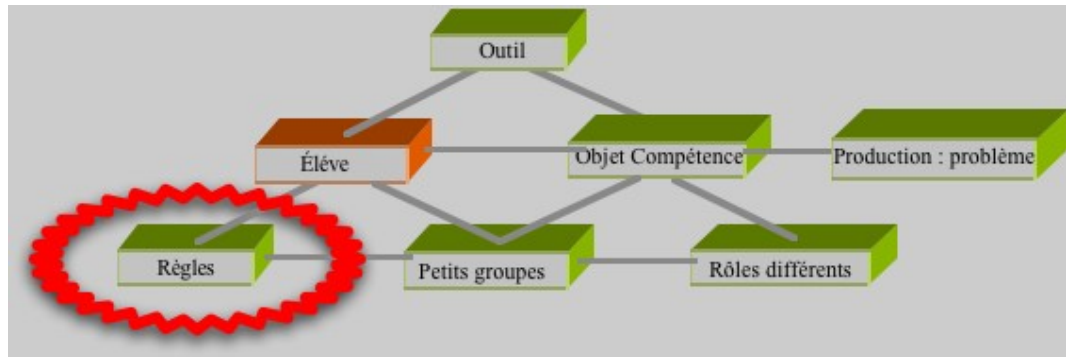 Outil
Éléve
Objet Compétence
Production : problème
Règles
Petits groupes
Rôles différents